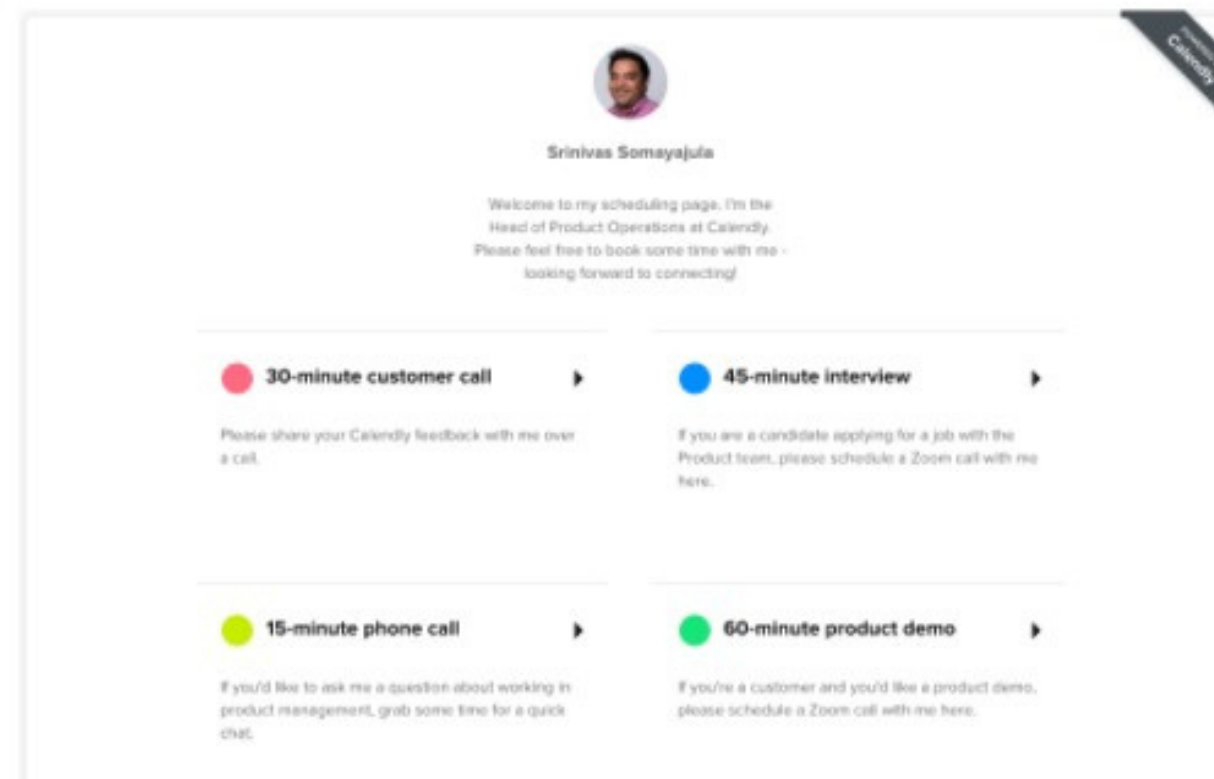 POWERED BY
Calendly
Srinivas Somayajula
Welcome to my scheduling page. I'm the
Head of Product Operations at Calendly.
Please feel free to book some time with me -
looking forward to connecting!
30-minute customer call
45-minute interview
Please share your Calendly feedback with me over
a call.
If you are a candidate applying for a job with the
Product team, please schedule a Zoom call with me
here.
15-minute phone call
60-minute product demo
If you'd like to ask me a question about working in
product management, grab some time for a quick
chat.
If you're a customer and you'd like a product demo,
please schedule a Zoom call with me here.